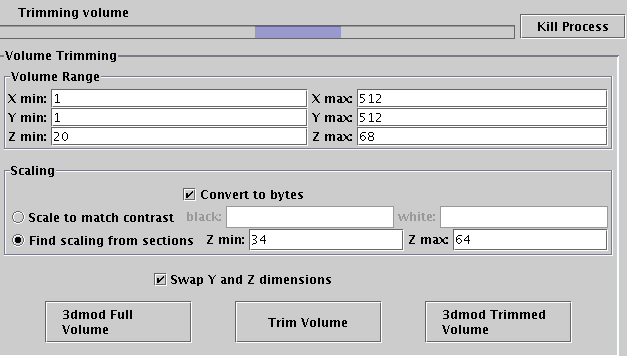 Trimming volume
Kill Process
Volume Trimming
Volume Range
X min: 1 X max: 512
Y min: 1 Y max: 512
Z min: 20 Z max: 68
Scaling
Convert to bytes
Scale to match contrast black: white:
Find scaling from sections Z min: 34 Z max: 64
Swap Y and Z dimensions
3dmod Full Volume
Trim Volume
3dmod Trimmed Volume